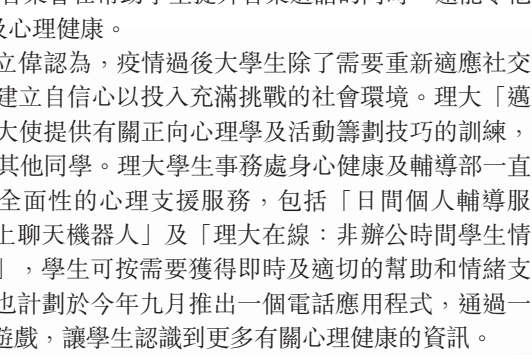 及心理健康。
立偉認為，疫情過後大學生除了需要重新適應社交
建立自信心以投入充滿挑戰的社會環境。理大「邁
大使提供有關正向心理學及活動籌劃技巧的訓練，
其他同學。理大學生事務處身心健康及輔導部一直
全面性的心理支援服務，包括「日間個人輔導服
上聊天機器人」及「理大在線：非辦公時間學生情
」，學生可按需要獲得即時及適切的幫助和情緒支
也計劃於今年九月推出一個電話應用程式，通過一
遊戲，讓學生認識到更多有關心理健康的資訊。